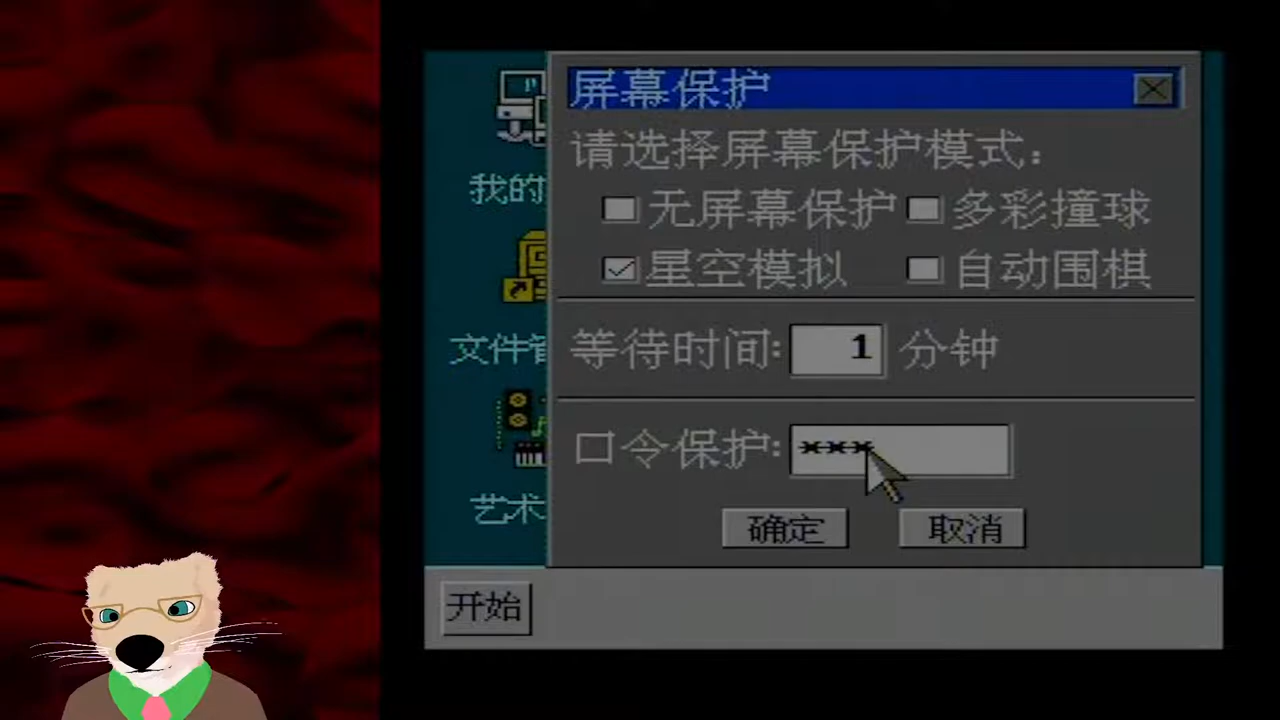 屏幕保护
请选择屏幕保护模式:
无屏幕保护 多彩撞球
星空模拟 自动围棋
等待时间: 1 分钟
口令保护: ***
确定 取消
我的
文件管
艺术
开始